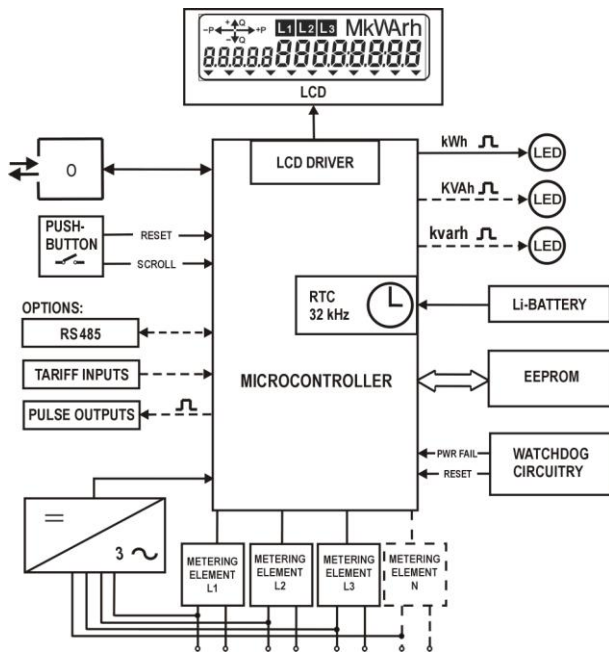 +Q
-P +P
-Q
L1 L2 L3 MkWArh
8.8.8.8.8 88888888
LCD
LCD DRIVER
kWh LED
KVAh LED
kvarh LED
O
PUSH-
BUTTON
RESET
SCROLL
RTC
32 kHz
Li-BATTERY
OPTIONS:
RS485
TARIFF INPUTS
PULSE OUTPUTS
MICROCONTROLLER
EEPROM
PWR FAIL
RESET
WATCHDOG
CIRCUITRY
3
METERING
ELEMENT
L1
METERING
ELEMENT
L2
METERING
ELEMENT
L3
METERING
ELEMENT
N